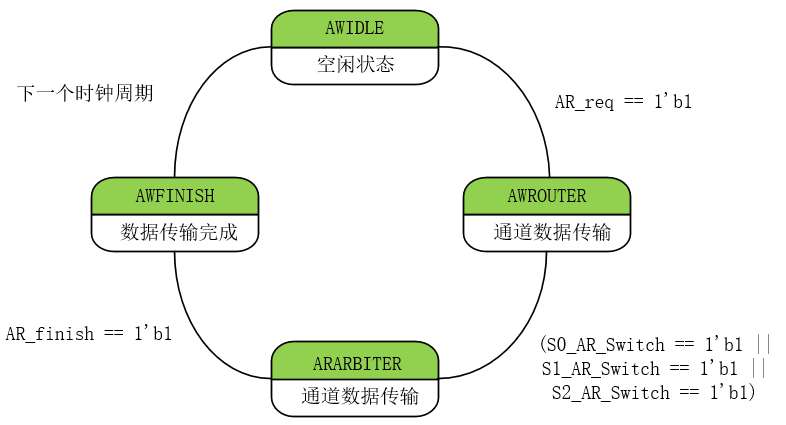 AWIDLE
空闲状态
下一个时钟周期
AR_req == 1'b1
AWFINISH
数据传输完成
AWROUTER
通道数据传输
AR_finish == 1'b1
(S0_AR_Switch == 1'b1 ||
S1_AR_Switch == 1'b1 ||
S2_AR_Switch == 1'b1)
ARARBITER
通道数据传输